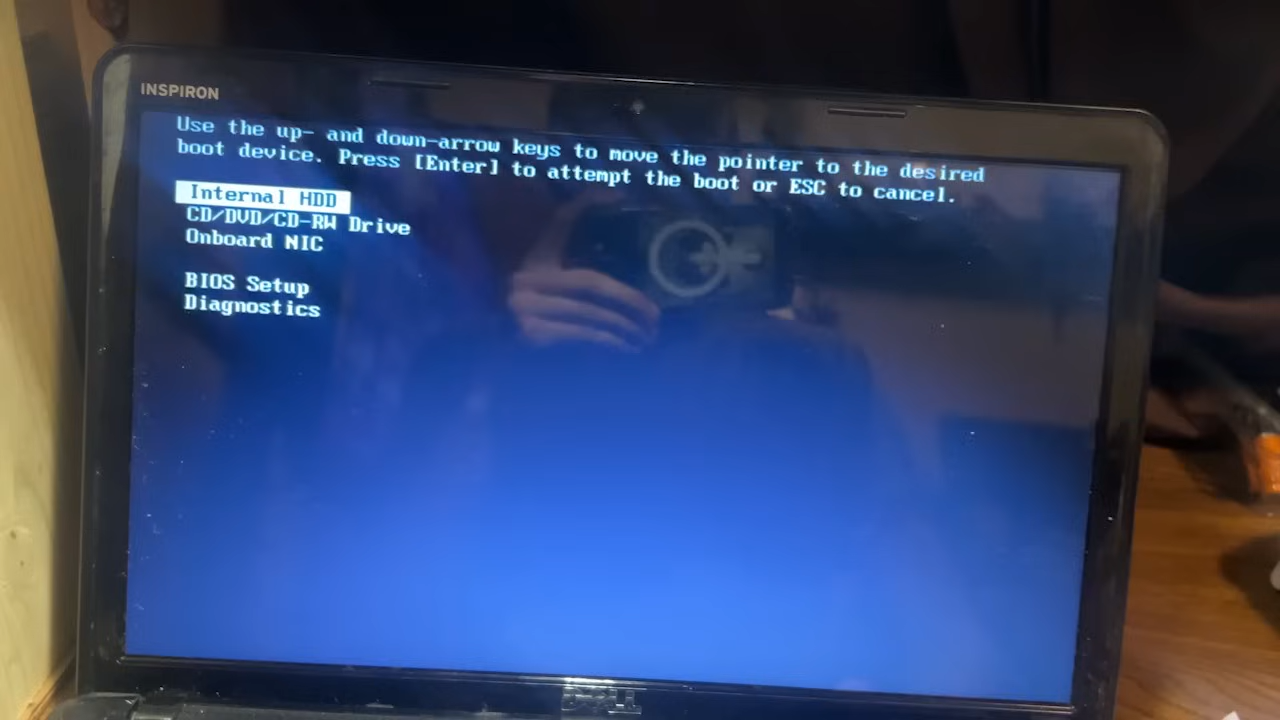 INSPIRON
Use the up- and down-arrow keys to move the pointer to the desired
boot device. Press [Enter] to attempt the boot or ESC to cancel.
Internal HDD
CD/DVD/CD-RW Drive
Onboard NIC
BIOS Setup
Diagnostics
DELL